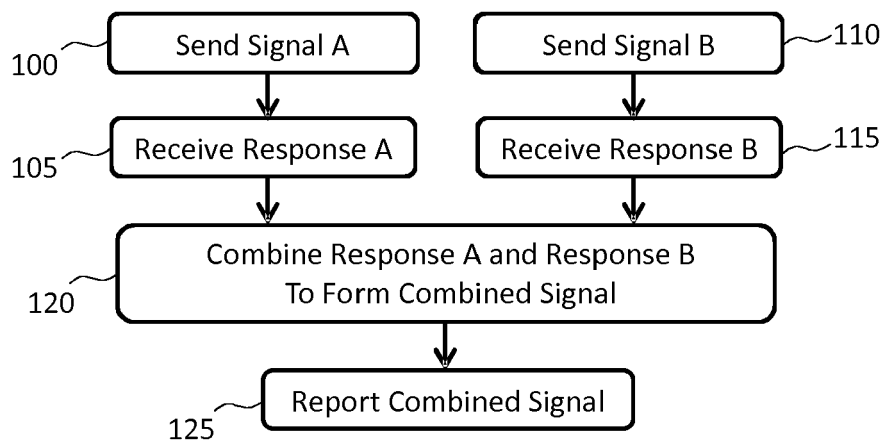 Send Signal A
100
Send Signal B
110
Receive Response A
105
Receive Response B
115
Combine Response A and Response B
To Form Combined Signal
120
Report Combined Signal
125